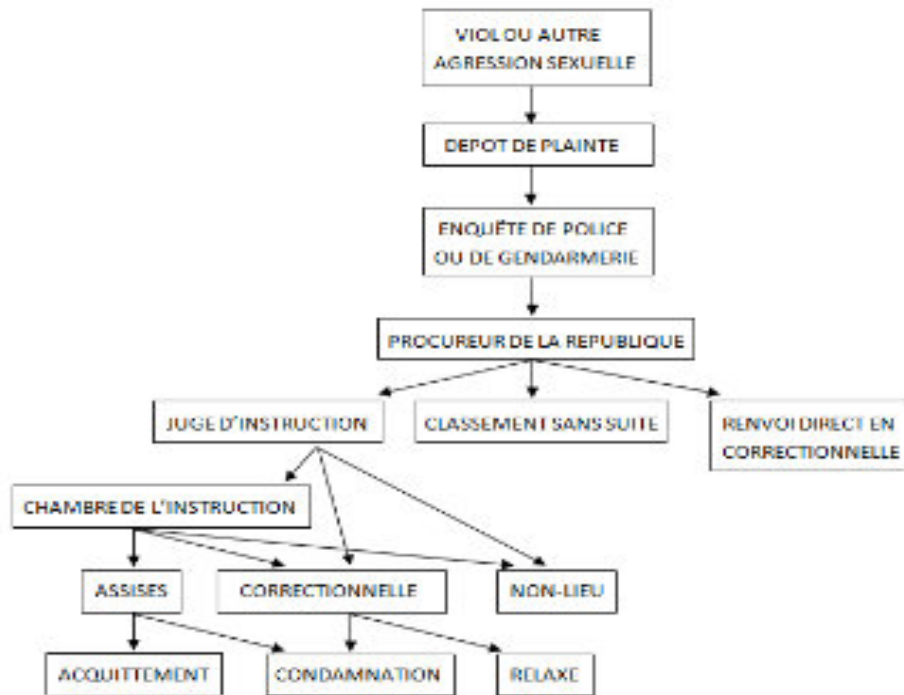 VIOL OU AUTRE
AGRESSION SEXUELLE
DEPOT DE PLAINTE
ENQUÊTE DE POLICE
OU DE GENDARMERIE
PROCUREUR DE LA REPUBLIQUE
JUGE D'INSTRUCTION
CLASSEMENT SANS SUITE
RENVOI DIRECT EN
CORRECTIONNELLE
CHAMBRE DE L'INSTRUCTION
ASSISES
CORRECTIONNELLE
NON-LIEU
ACQUITTEMENT
CONDAMNATION
RELAXE